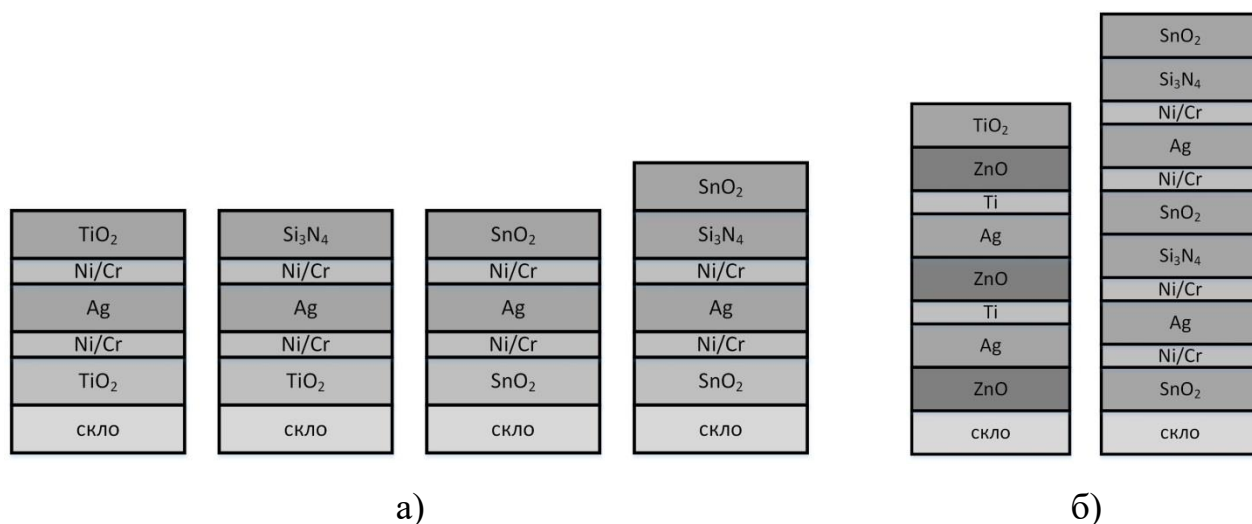 TiO₂
Ni/Cr
Ag
Ni/Cr
TiO₂
скло
Si₃N₄
Ni/Cr
Ag
Ni/Cr
TiO₂
скло
SnO₂
Ni/Cr
Ag
Ni/Cr
SnO₂
скло
SnO₂
Si₃N₄
Ni/Cr
Ag
Ni/Cr
SnO₂
скло
а)
TiO₂
ZnO
Ti
Ag
ZnO
Ti
Ag
ZnO
скло
SnO₂
Si₃N₄
Ni/Cr
Ag
Ni/Cr
SnO₂
Si₃N₄
Ni/Cr
Ag
Ni/Cr
SnO₂
скло
б)